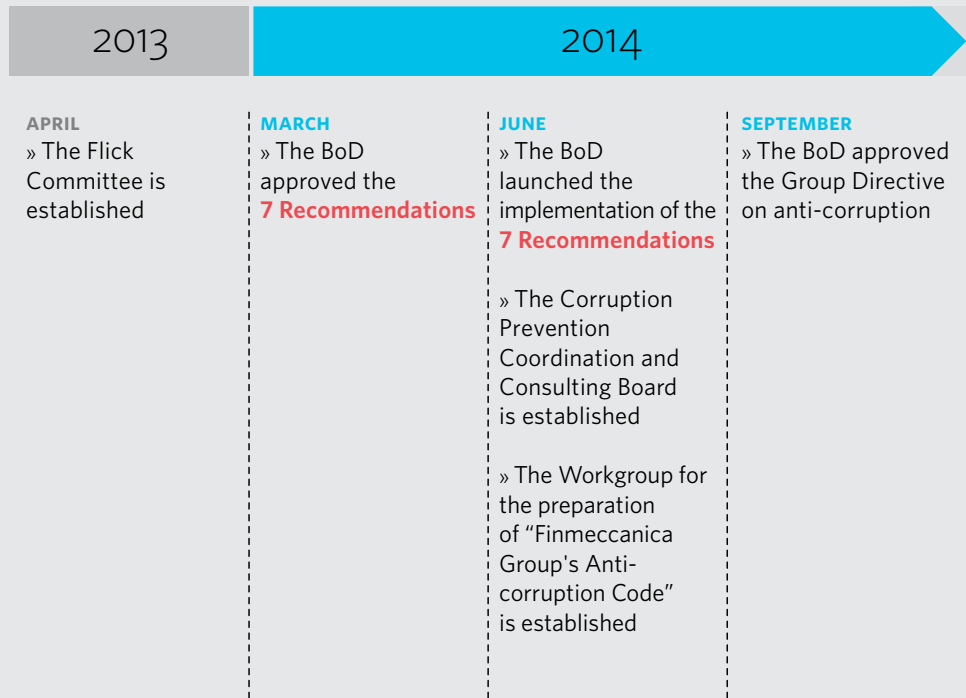 2013
2014
APRIL
» The Flick
Committee is
established
MARCH
» The BoD
approved the
7 Recommendations
JUNE
» The BoD
launched the
implementation of the
7 Recommendations
» The Corruption
Prevention
Coordination and
Consulting Board
is established
» The Workgroup for
the preparation
of “Finmeccanica
Group's Anti-
corruption Code”
is established
SEPTEMBER
» The BoD approved
the Group Directive
on anti-corruption